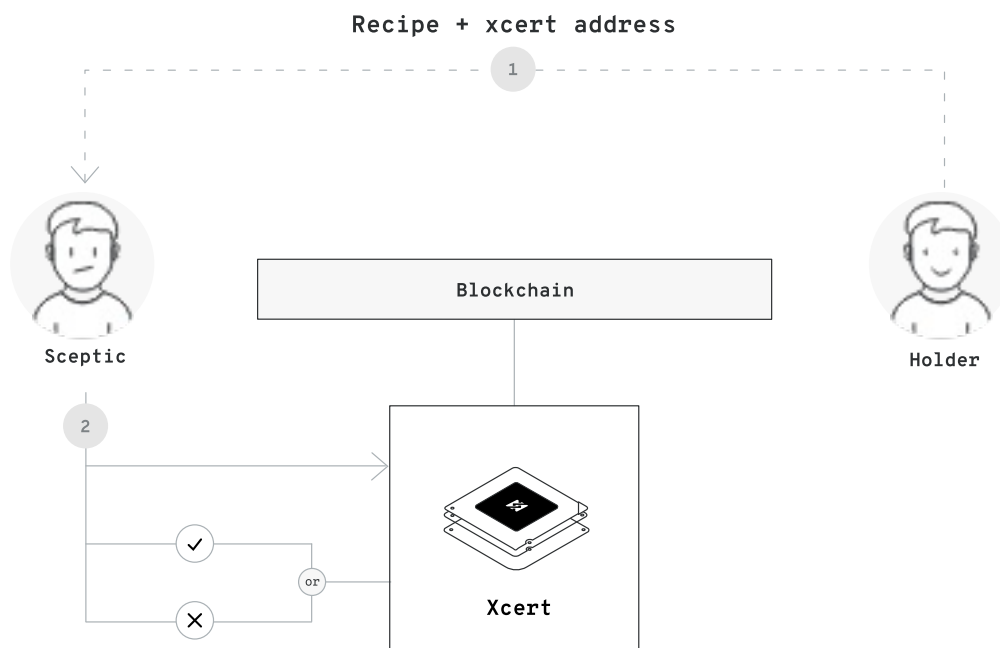 Recipe + xcert address
1
Blockchain
Sceptic
Holder
2
or
Xcert